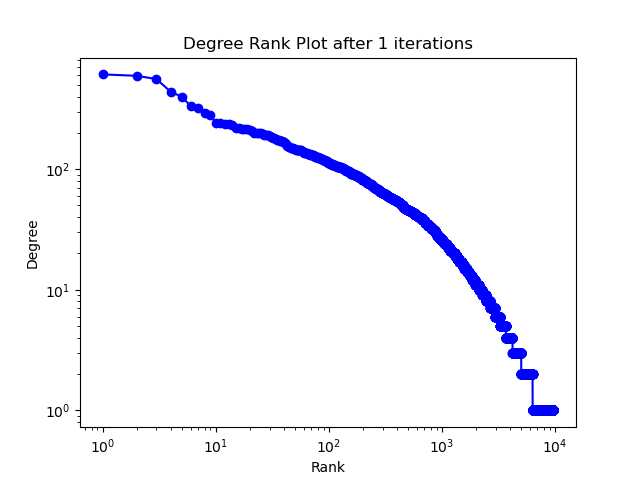 Degree Rank Plot after 1 iterations
Degree
10²
10¹
10⁰
10⁰ 10¹ 10² 10³ 10⁴
Rank